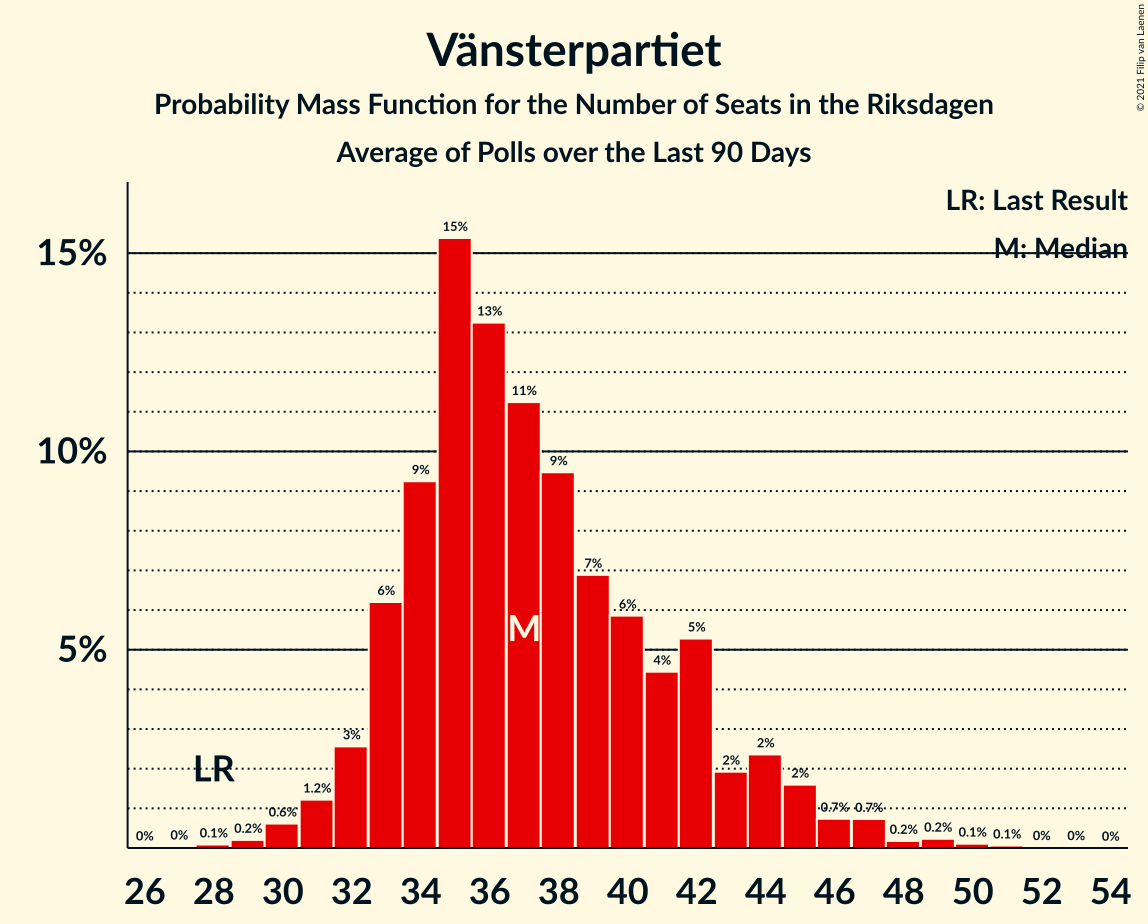 Vänsterpartiet
Probability Mass Function for the Number of Seats in the Riksdagen
Average of Polls over the Last 90 Days
© 2021 Filip van Laenen
LR: Last Result
M: Median
15%
10%
5%
0% 0% 0.1% 0.2% 0.6% 1.2% 3% 6% 9% 15% 13% 11% 9% 7% 6% 4% 5% 2% 2% 2% 0.7% 0.7% 0.2% 0.2% 0.1% 0.1% 0% 0% 0%
LR
M
26 28 30 32 34 36 38 40 42 44 46 48 50 52 54